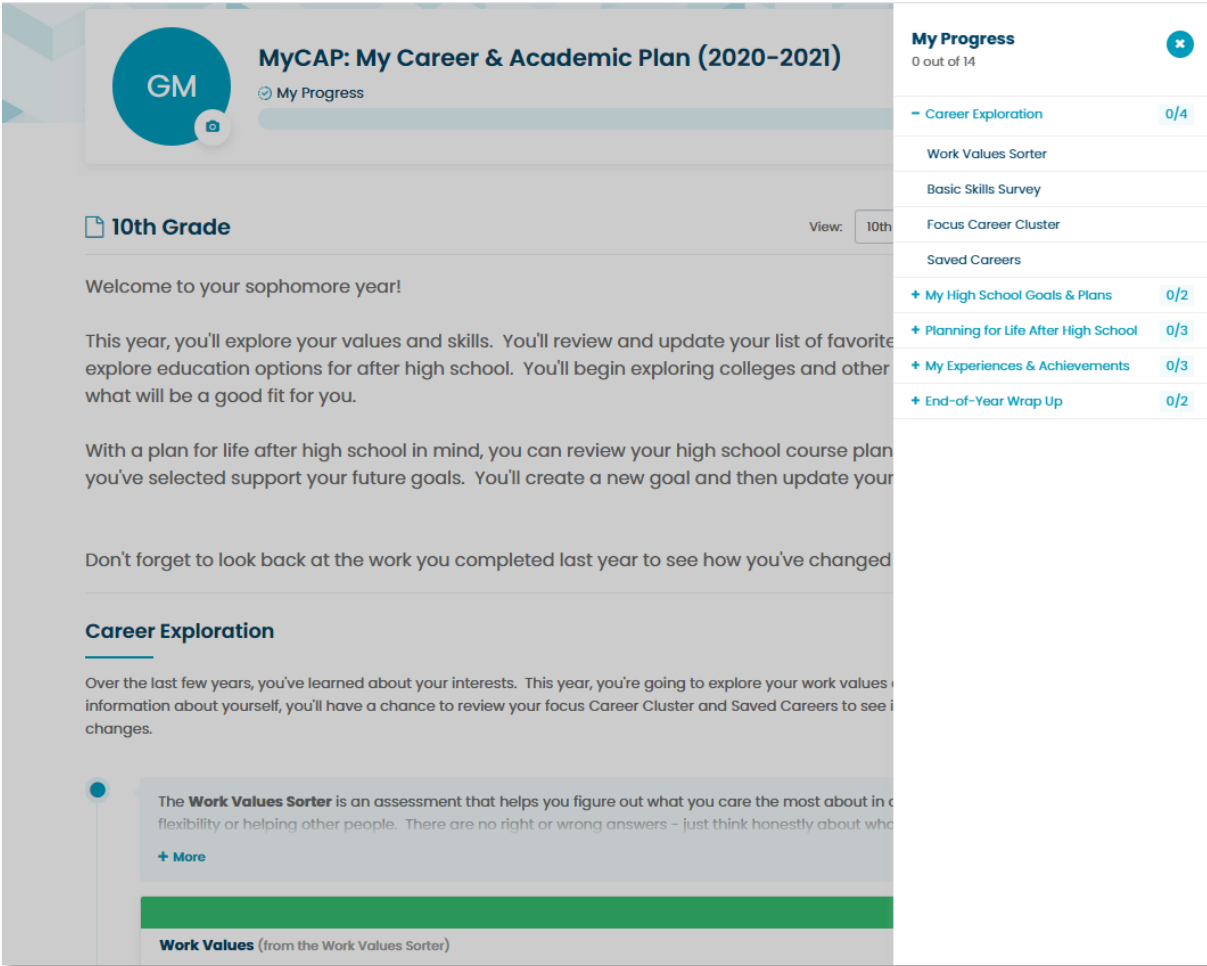 GM
MyCAP: My Career & Academic Plan (2020-2021)
My Progress
10th Grade
View:
10th
Welcome to your sophomore year!
This year, you'll explore your values and skills. You'll review and update your list of favorite
explore education options for after high school. You'll begin exploring colleges and other
what will be a good fit for you.
With a plan for life after high school in mind, you can review your high school course plan
you've selected support your future goals. You'll create a new goal and then update your
Don't forget to look back at the work you completed last year to see how you've changed
Career Exploration
Over the last few years, you've learned about your interests. This year, you're going to explore your work values
information about yourself, you'll have a chance to review your focus Career Cluster and Saved Careers to see
changes.
The Work Values Sorter is an assessment that helps you figure out what you care the most about in
flexibility or helping other people. There are no right or wrong answers - just think honestly about
+ More
Work Values (from the Work Values Sorter)
My Progress
0 out of 14
- Career Exploration 0/4
Work Values Sorter
Basic Skills Survey
Focus Career Cluster
Saved Careers
+ My High School Goals & Plans 0/2
+ Planning for Life After High School 0/3
+ My Experiences & Achievements 0/3
+ End-of-Year Wrap Up 0/2